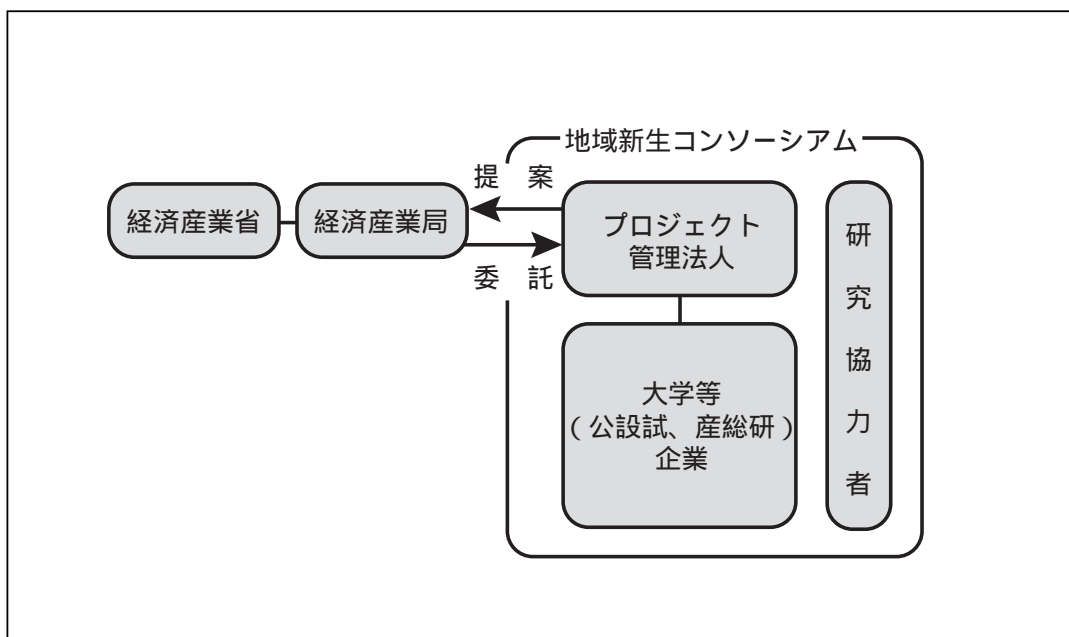 地域新生コンソーシアム
提　案
経済産業省
経済産業局
プロジェクト
管理法人
委　託
大学等
(公設試、産総研)
企業
研究協力者